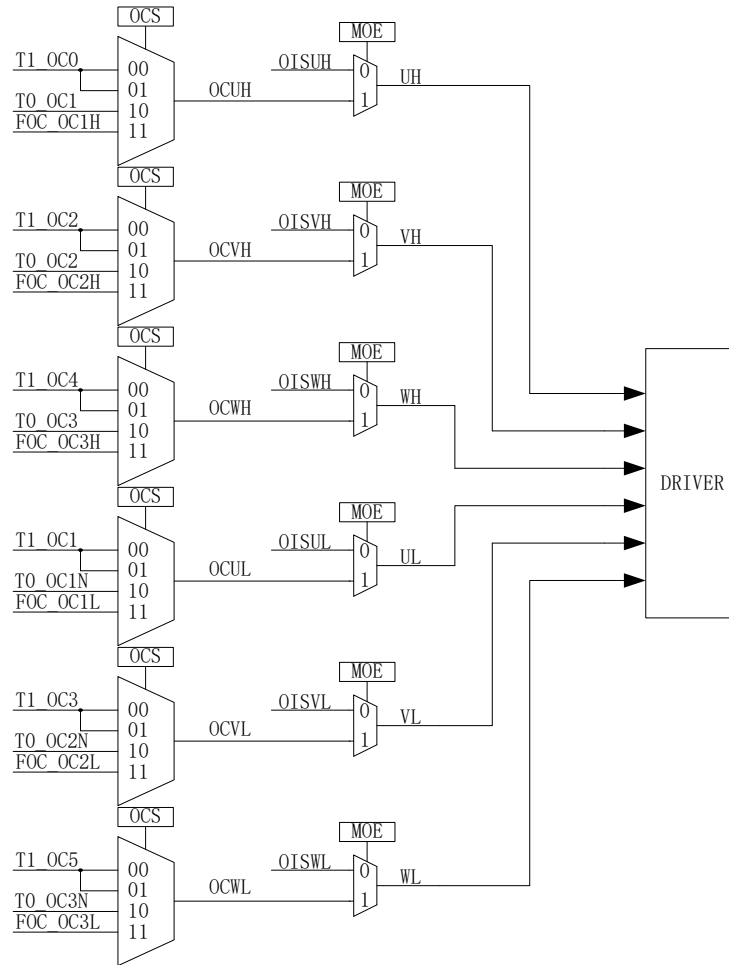 OCS
MOE
T1_OC0
00
OISUH
0
UH
01
OCUH
T0_OC1
10
1
FOC_OC1H
11
OCS
MOE
T1_OC2
00
OISVH
0
VH
01
OCVH
T0_OC2
10
1
FOC_OC2H
11
OCS
MOE
T1_OC4
00
OISWH
0
WH
01
OCWH
T0_OC3
10
1
FOC_OC3H
11
DRIVER
OCS
MOE
T1_OC1
00
OISUL
0
UL
01
OCUL
T0_OC1N
10
1
FOC_OC1L
11
OCS
MOE
T1_OC3
00
OISVL
0
VL
01
OCVL
T0_OC2N
10
1
FOC_OC2L
11
OCS
MOE
T1_OC5
00
OISWL
0
WL
01
OCWL
T0_OC3N
10
1
FOC_OC3L
11